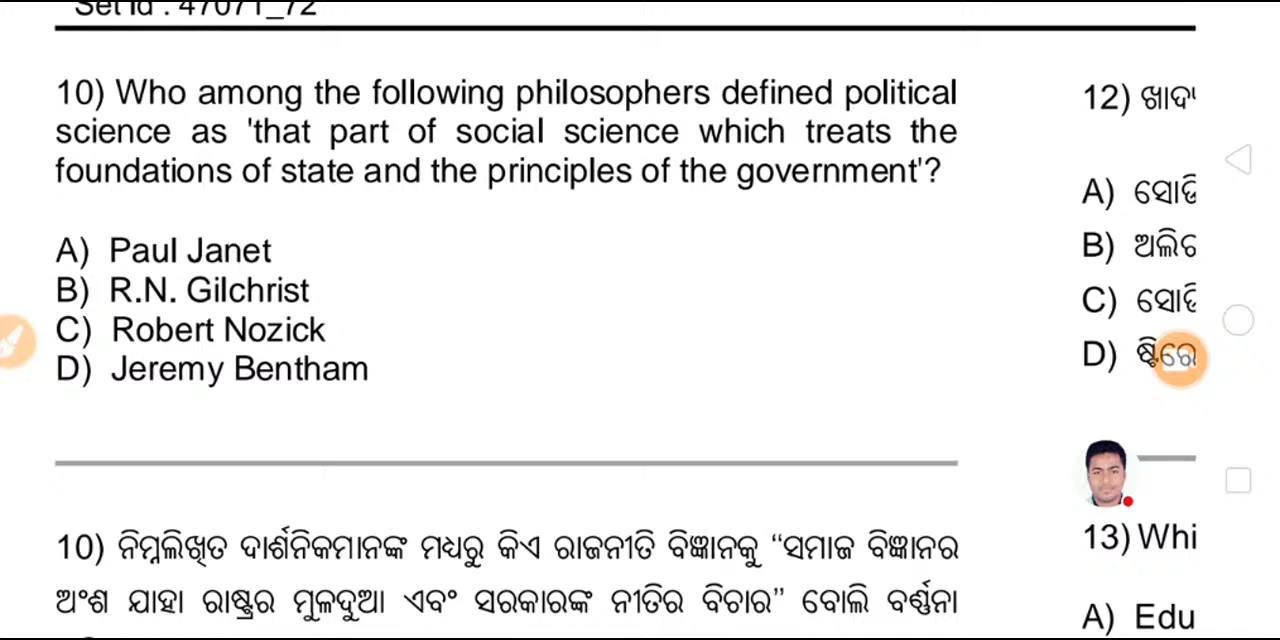 Set Id : 47071_72
10) Who among the following philosophers defined political
science as 'that part of social science which treats the
foundations of state and the principles of the government'?
A) Paul Janet
B) R.N. Gilchrist
C) Robert Nozick
D) Jeremy Bentham
10) ନିମ୍ନଲିଖିତ ଦାର୍ଶନିକମାନଙ୍କ ମଧ୍ୟରୁ କିଏ ରାଜନୀତି ବିଜ୍ଞାନକୁ “ସମାଜ ବିଜ୍ଞାନର
ଅଂଶ ଯାହା ରାଷ୍ଟ୍ରର ମୁଳଦୁଆ ଏବଂ ସରକାରଙ୍କ ନୀତିର ବିଚାର” ବୋଲି ବର୍ଣ୍ଣନା
12)
A)
B)
C)
D)
13) Whi
A) Edu